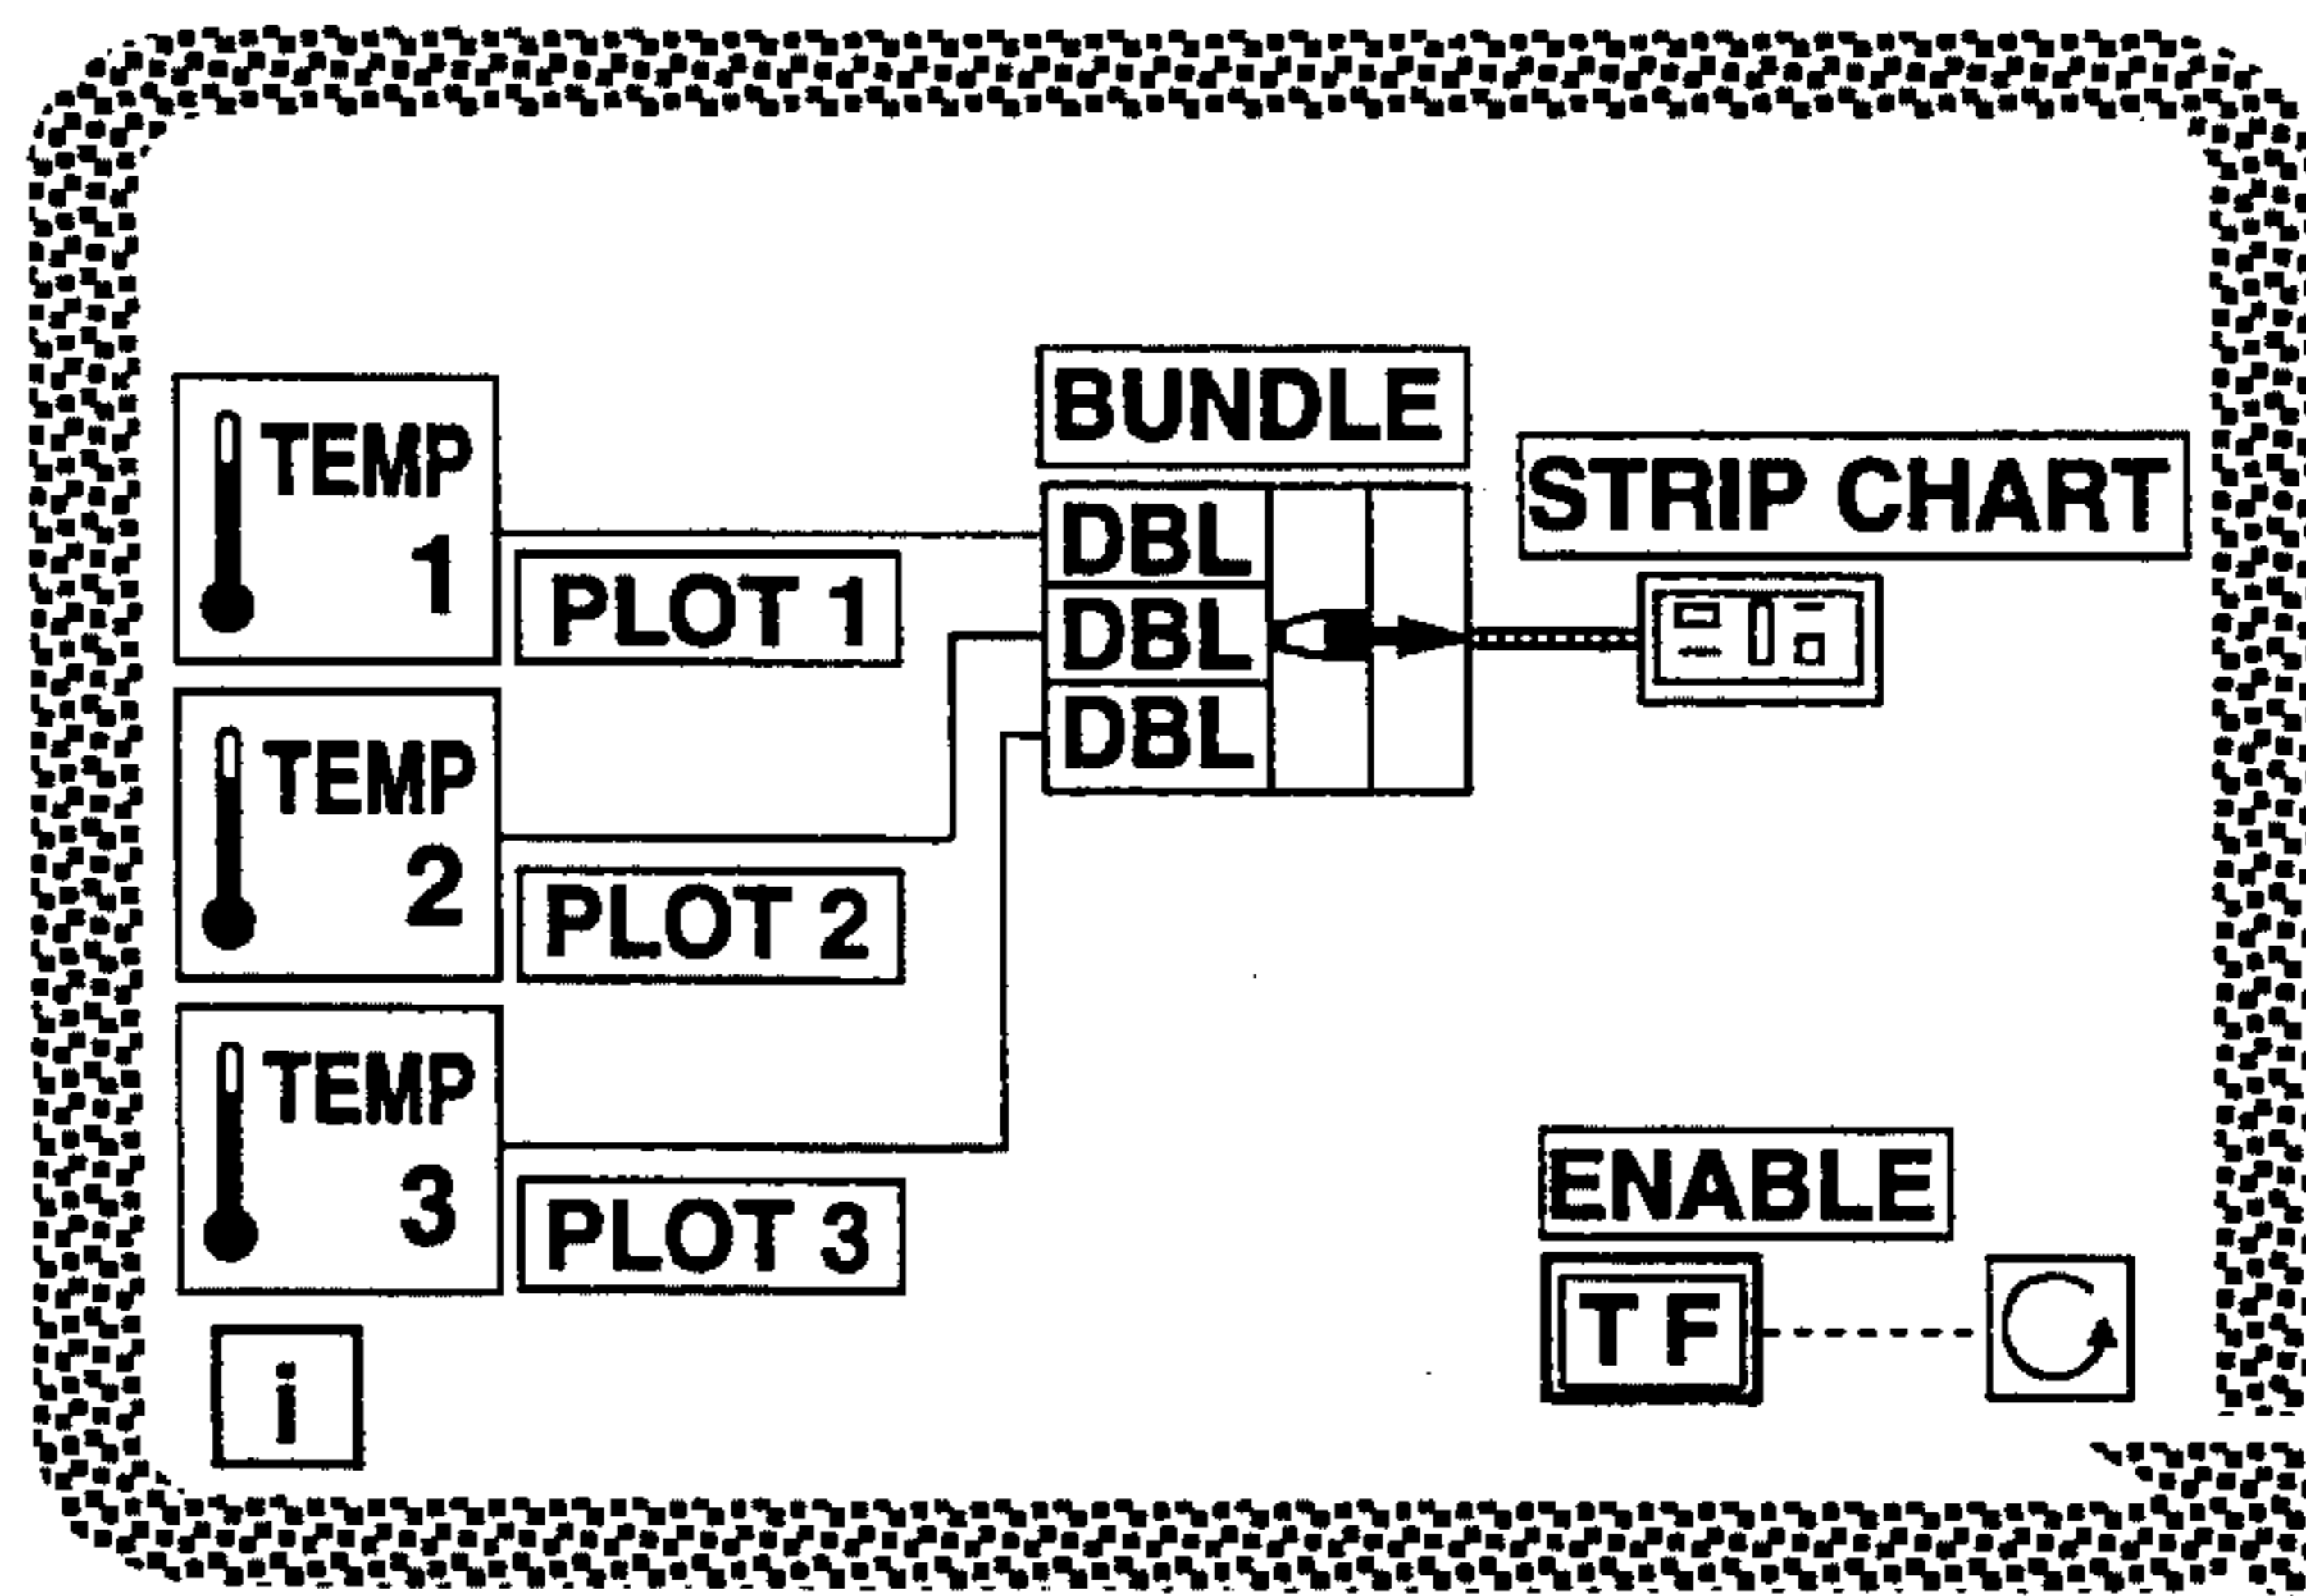 BUNDLE
STRIP CHART
TEMP
1
PLOT 1
DBL
DBL
DBL
TEMP
2
PLOT 2
TEMP
3
PLOT 3
ENABLE
T F
i